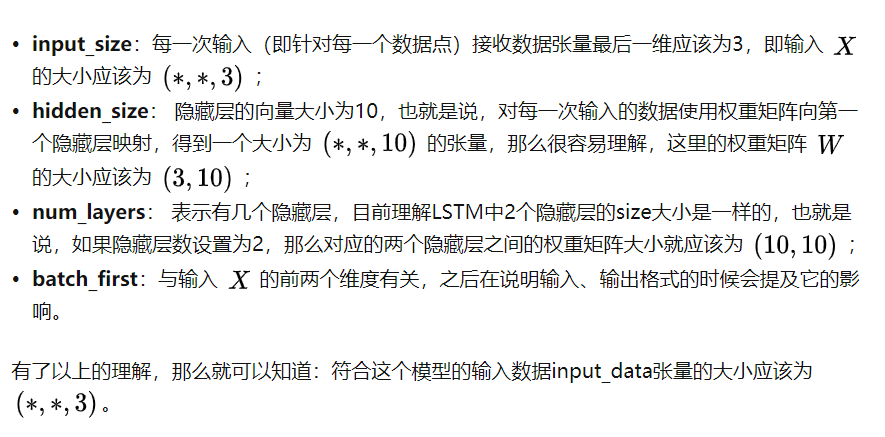 • input_size：每一次输入（即针对每一个数据点）接收数据张量最后一维应该为3，即输入 X
的大小应该为 (∗,∗,3) ；
• hidden_size： 隐藏层的向量大小为10，也就是说，对每一次输入的数据使用权重矩阵向第一
个隐藏层映射，得到一个大小为 (∗,∗,10) 的张量，那么很容易理解，这里的权重矩阵 W
的大小应该为 (3,10) ；
• num_layers： 表示有几个隐藏层，目前理解LSTM中2个隐藏层的size大小是一样的，也就是
说，如果隐藏层数设置为2，那么对应的两个隐藏层之间的权重矩阵大小就应该为 (10,10) ；
• batch_first：与输入 X 的前两个维度有关，之后在说明输入、输出格式的时候会提及它的影
响。
有了以上的理解，那么就可以知道：符合这个模型的输入数据input_data张量的大小应该为
(∗,∗,3) 。